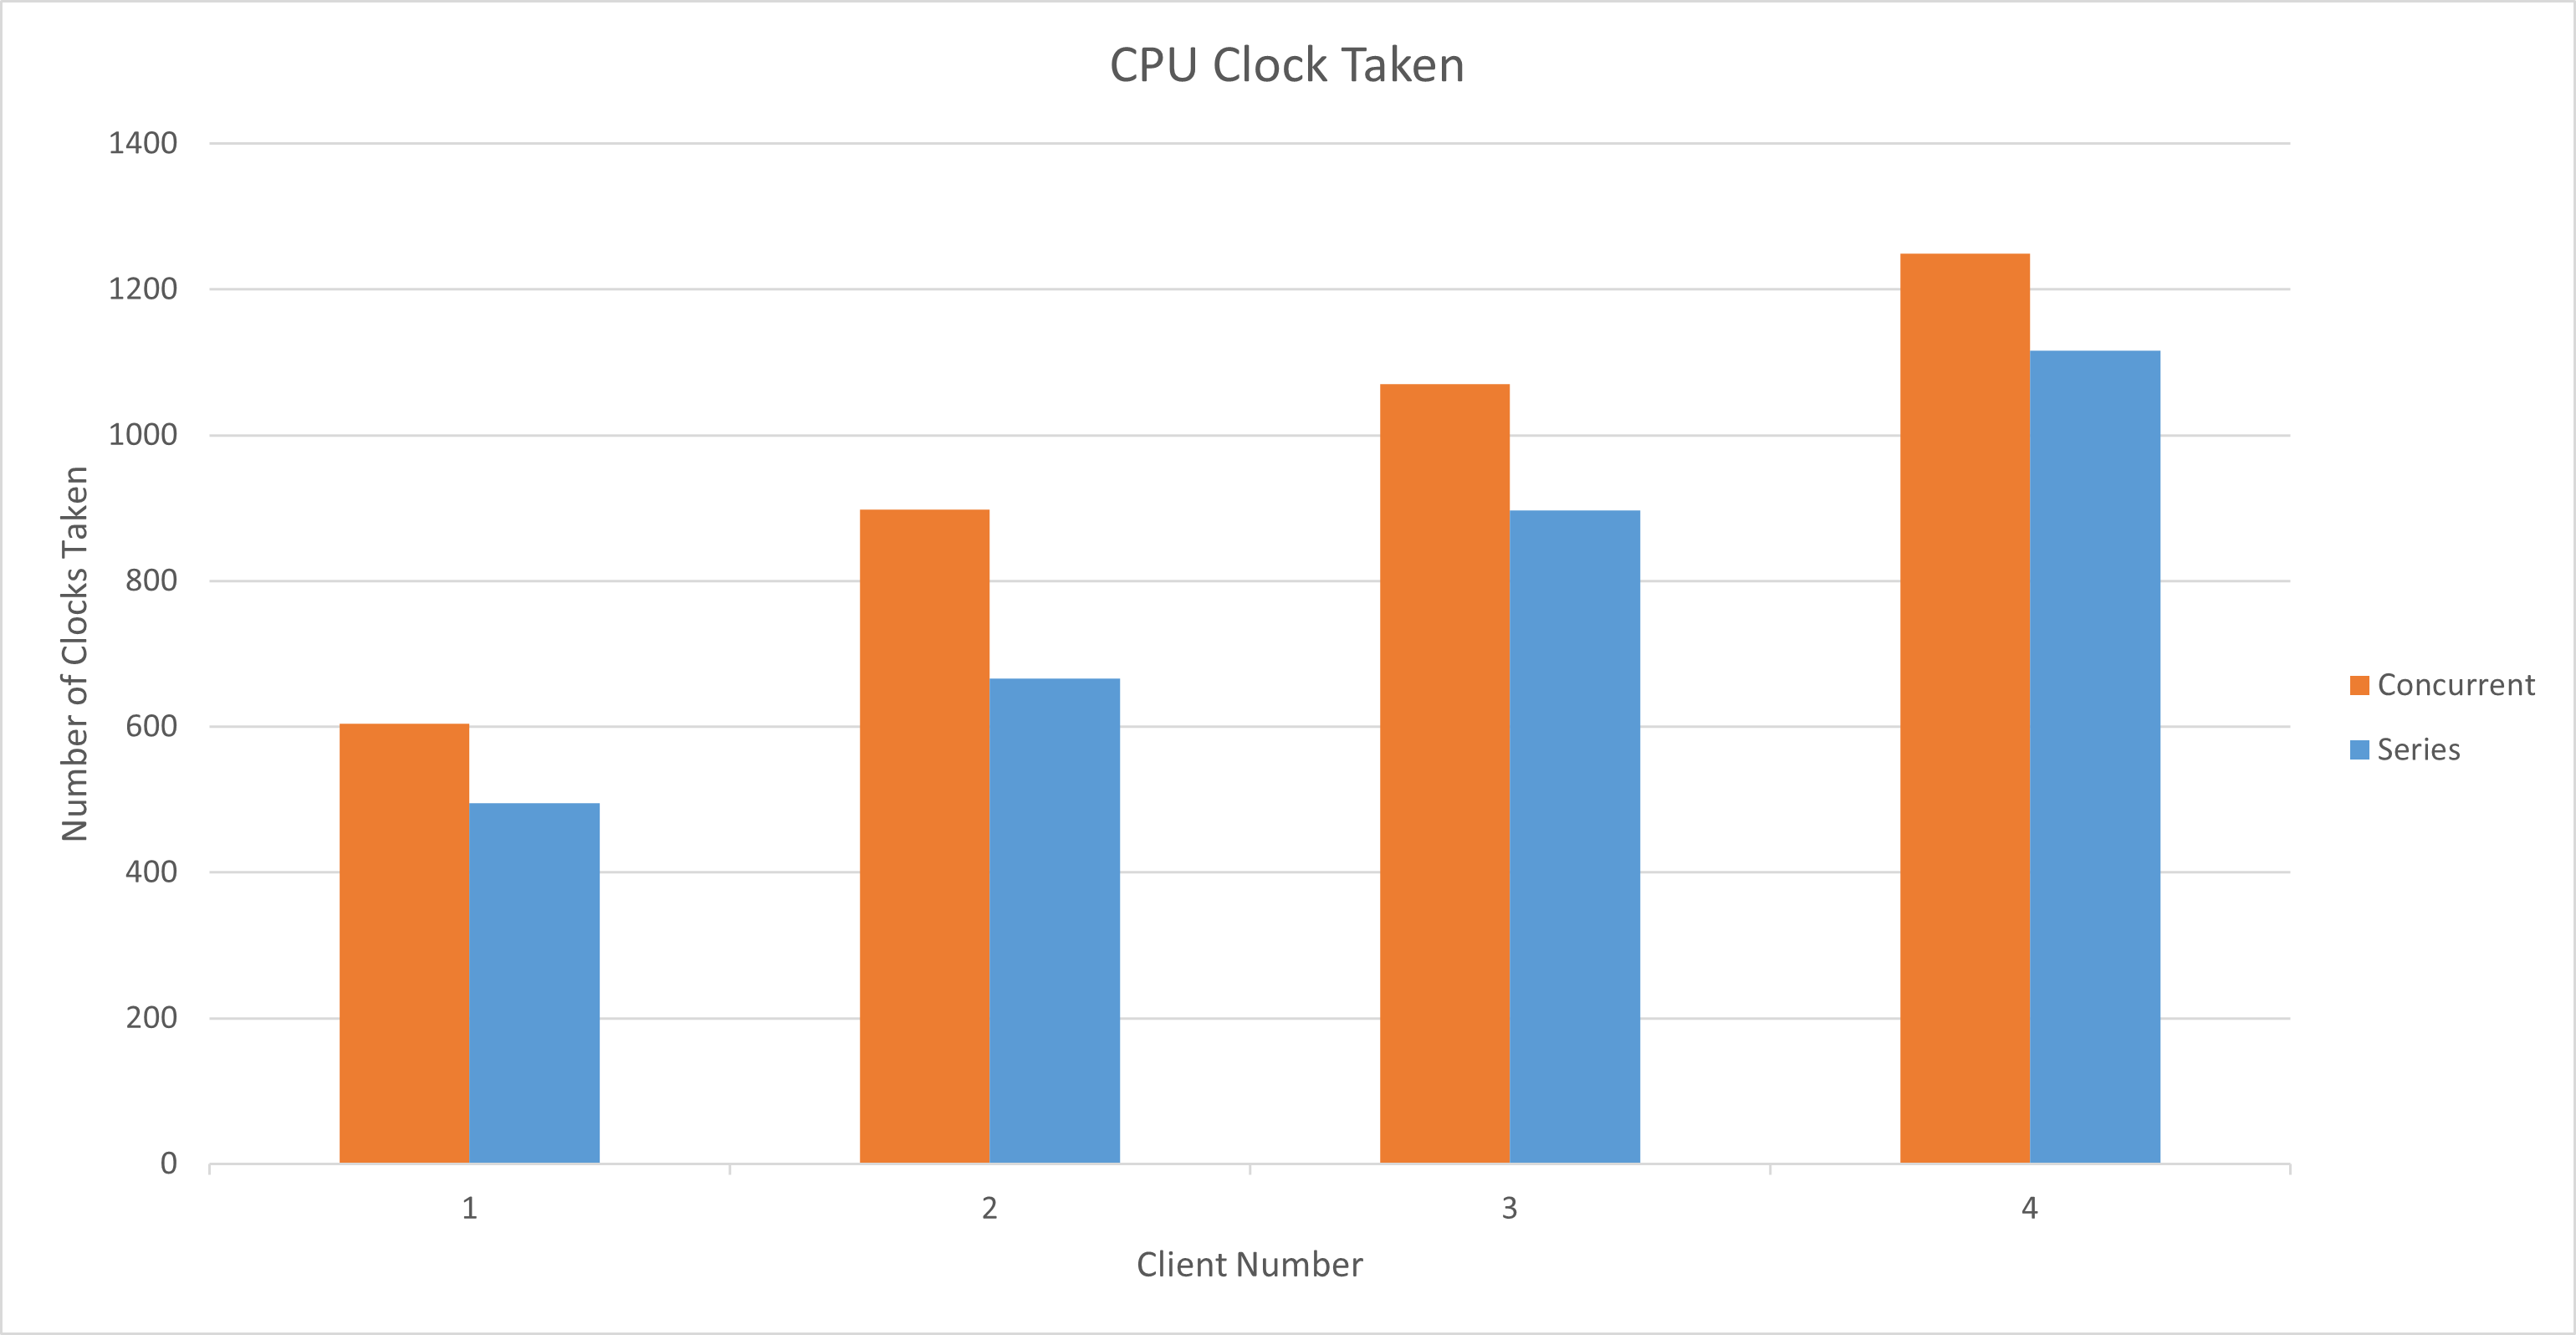 CPU Clock Taken
1400
1200
1000
800
600
400
200
0
Number of Clocks Taken
1
2
3
4
Client Number
Concurrent
Series